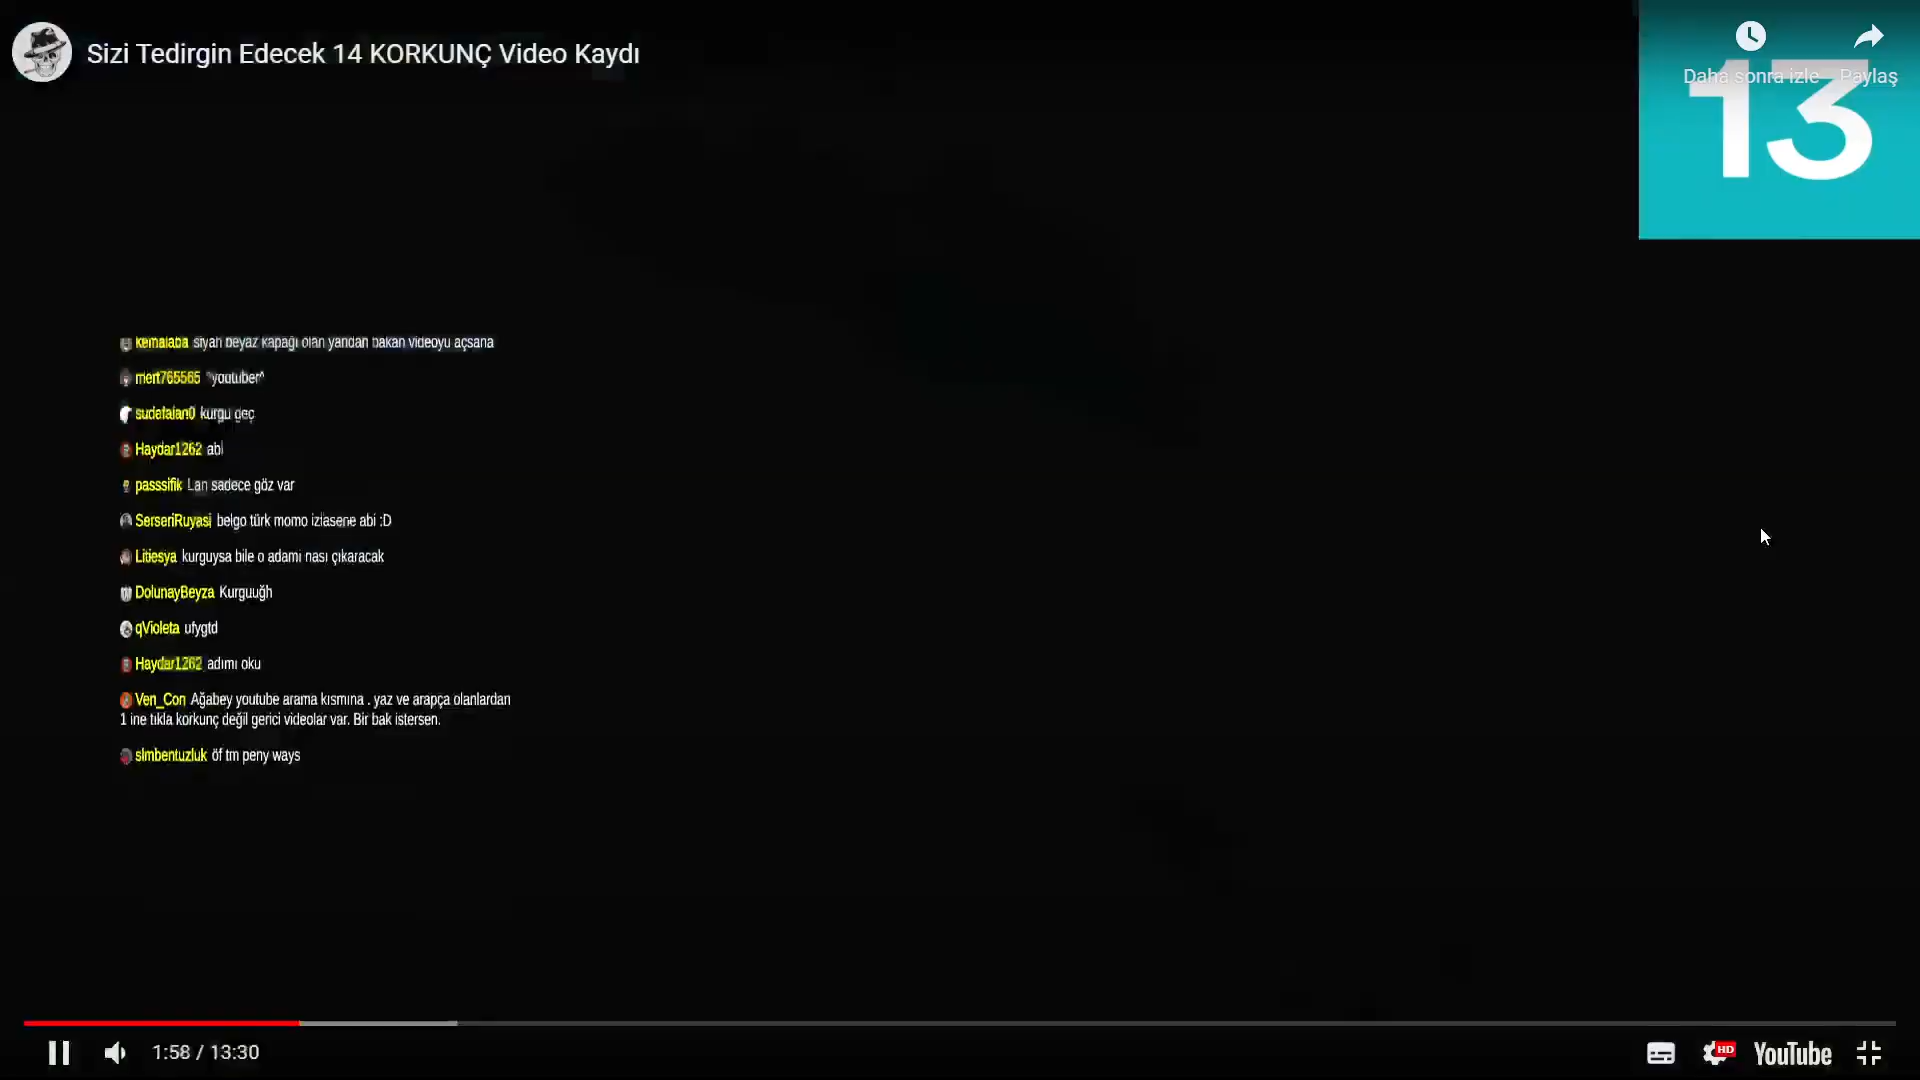 Sizi Tedirgin Edecek 14 KORKUNÇ Video Kaydı
Daha sonra izle
Paylaş
13
kemalaba siyah beyaz kapağı olan yandan bakan videoyu açsana
mert765565 "youtuber^
sudafalan0 kurgu geç
Haydar1262 abi
passsifik Lan sadece göz var
SerseriRuyasi belgo türk momo izlasene abi :D
Litiesya kurguysa bile o adami nası çıkaracak
DolunayBeyza Kurguuğh
qVioleta ufygtd
Haydar1262 adımı oku
Ven_Con Ağabey youtube arama kısmına . yaz ve arapça olanlardan
1 ine tıkla korkunç değil gerici videolar var. Bir bak istersen.
slmbentuzluk öf tm peny ways
1:58 / 13:30
HD
YouTube